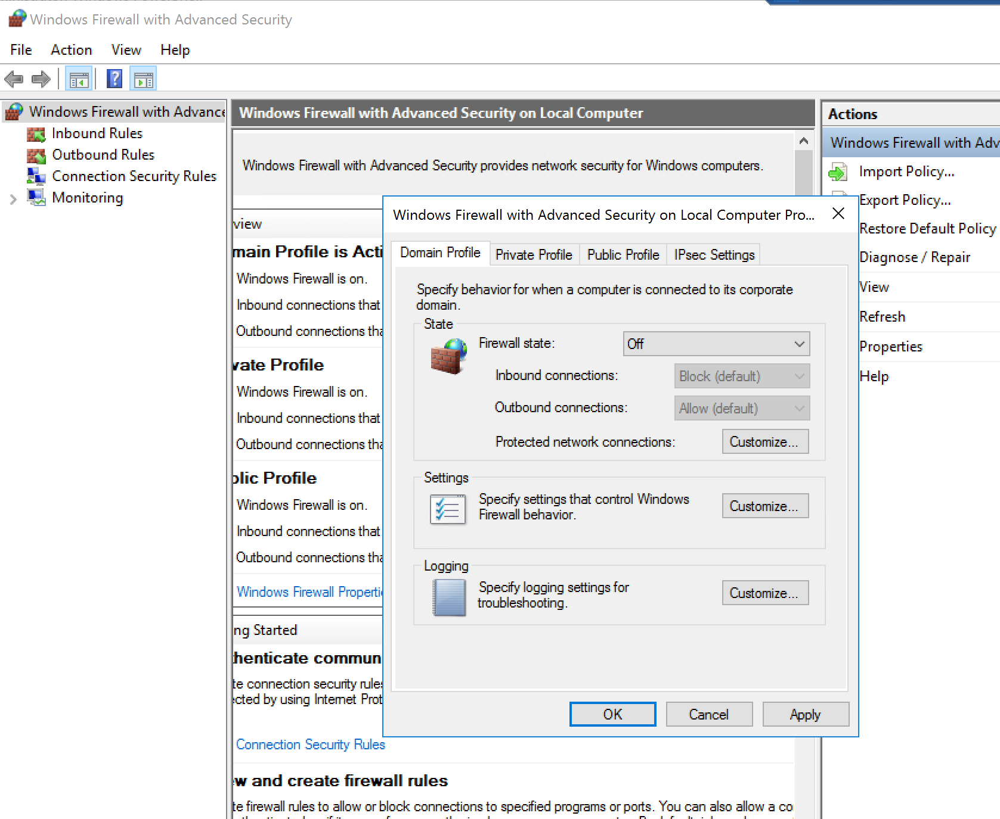 Windows Firewall with Advanced Security
File Action View Help
Windows Firewall with Advance
Inbound Rules
Outbound Rules
Connection Security Rules
Monitoring
Windows Firewall with Advanced Security on Local Computer
Windows Firewall with Advanced Security provides network security for Windows computers.
view
main Profile is Acti
Windows Firewall is on.
Inbound connections that
Outbound connections tha
vate Profile
Windows Firewall is on.
Inbound connections that
Outbound connections tha
blic Profile
Windows Firewall is on.
Inbound connections that
Outbound connections tha
Windows Firewall Properti
ng Started
thenticate commun
te connection security rules
ected by using Internet Prot
Connection Security Rules
ew and create firewall rules
te firewall rules to allow or block connections to specified programs or ports. You can also allow a co
Windows Firewall with Advanced Security on Local Computer Pro...
Domain Profile Private Profile Public Profile IPsec Settings
Specify behavior for when a computer is connected to its corporate
domain.
State
Firewall state: Off
Inbound connections: Block (default)
Outbound connections: Allow (default)
Protected network connections: Customize...
Settings
Specify settings that control Windows
Firewall behavior.
Customize...
Logging
Specify logging settings for
troubleshooting.
Customize...
OK Cancel Apply
Actions
Windows Firewall with Adv
Import Policy...
Export Policy...
Restore Default Policy
Diagnose / Repair
View
Refresh
Properties
Help